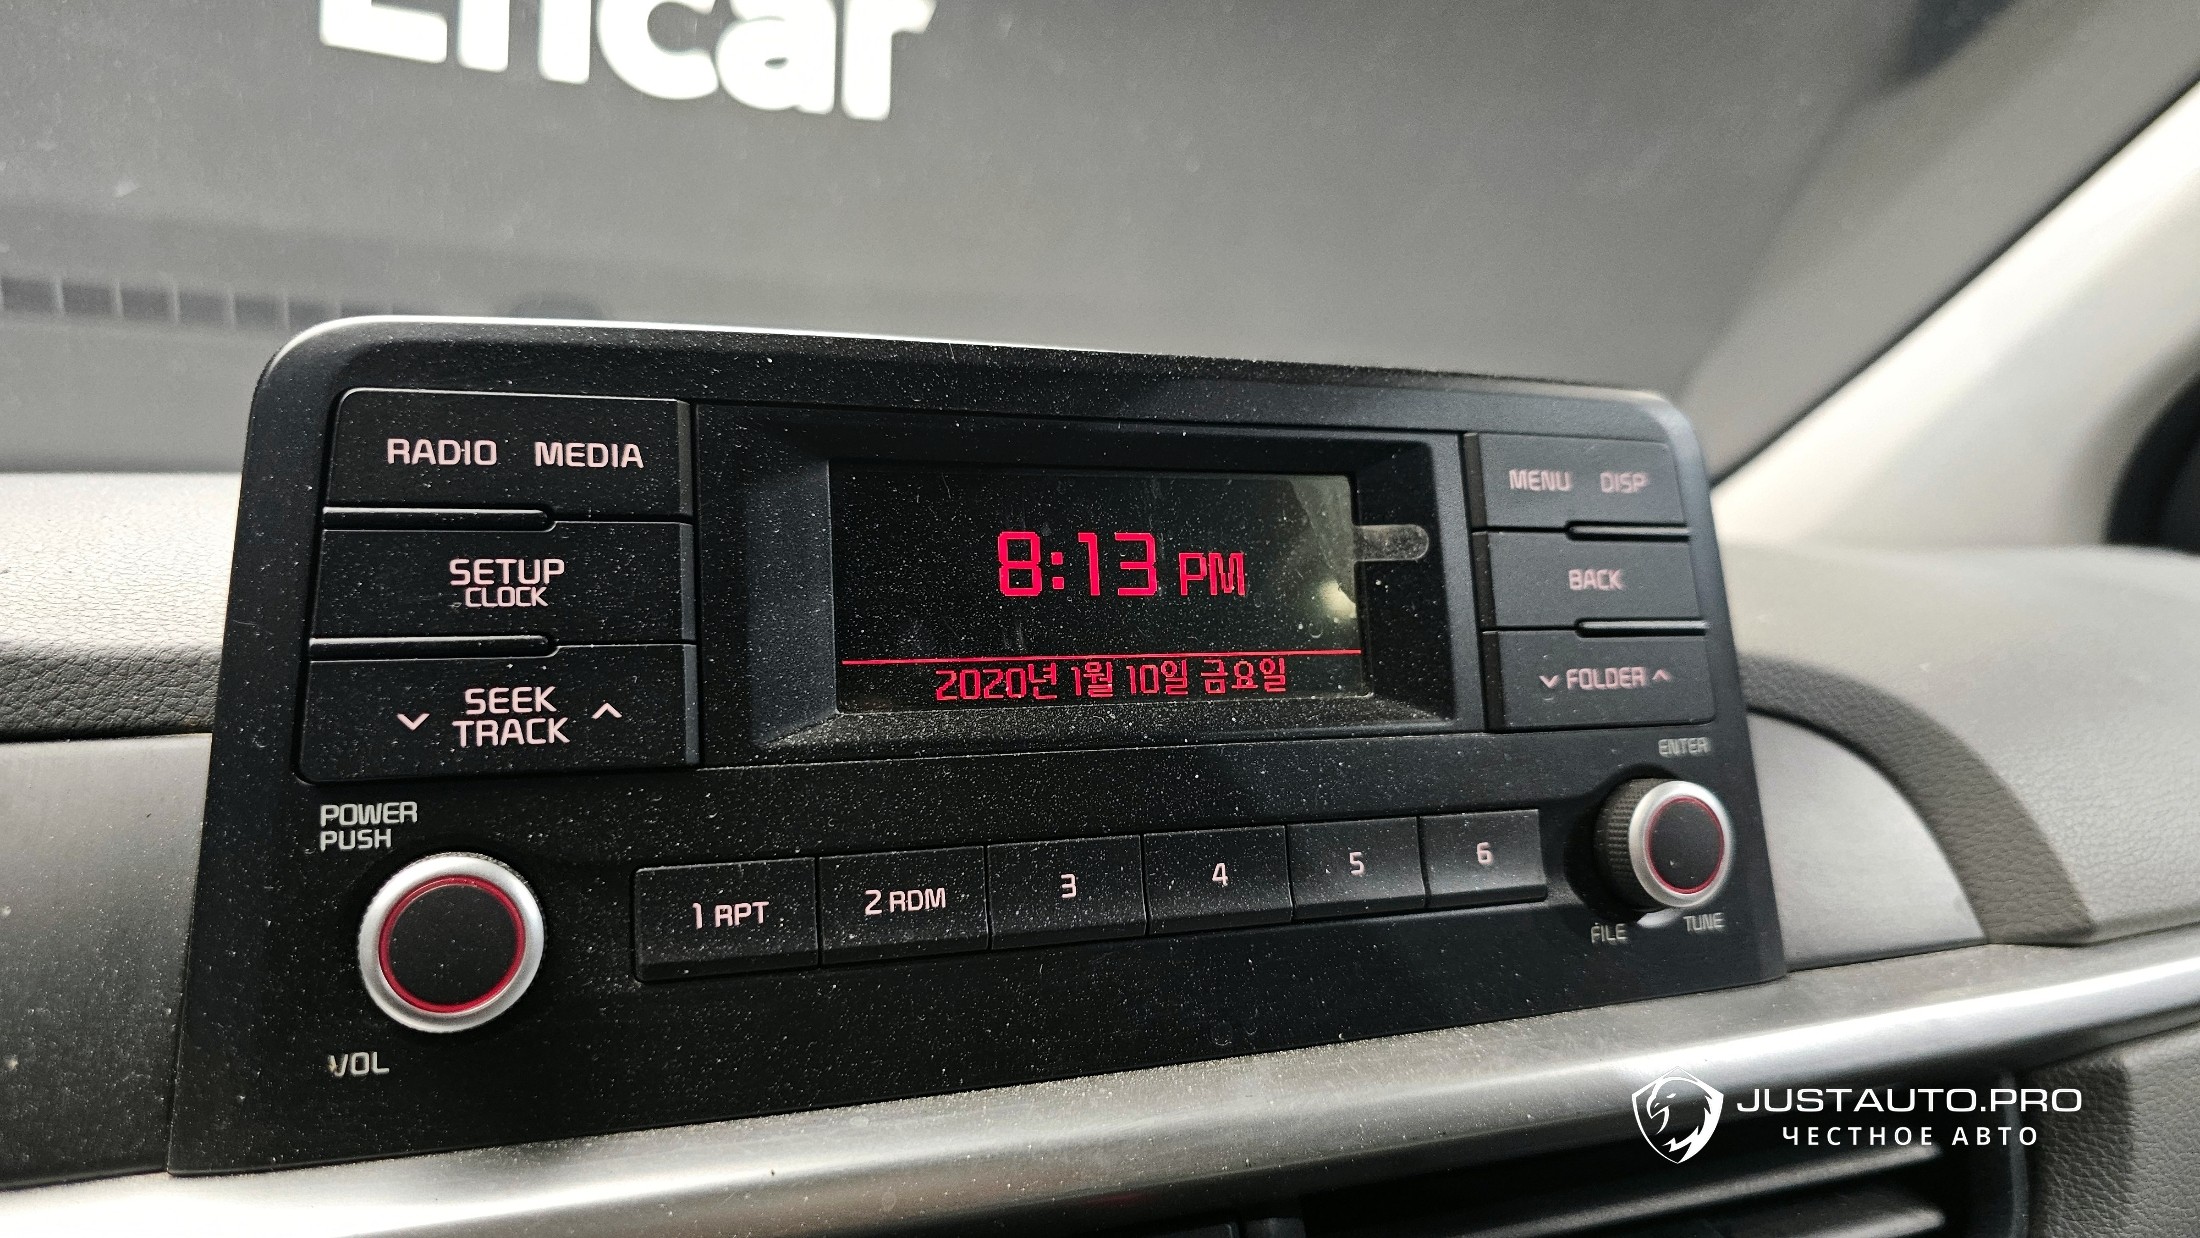 Encar
RADIO MEDIA
SETUP
CLOCK
SEEK
TRACK
POWER
PUSH
VOL
8:13 PM
2020년 1월 10일 금요일
MENU DISP
BACK
FOLDER
ENTER
FILE TUNE
1 RPT 2 RDM 3 4 5 6
JUSTAUTO.PRO
ЧЕСТНОЕ АВТО